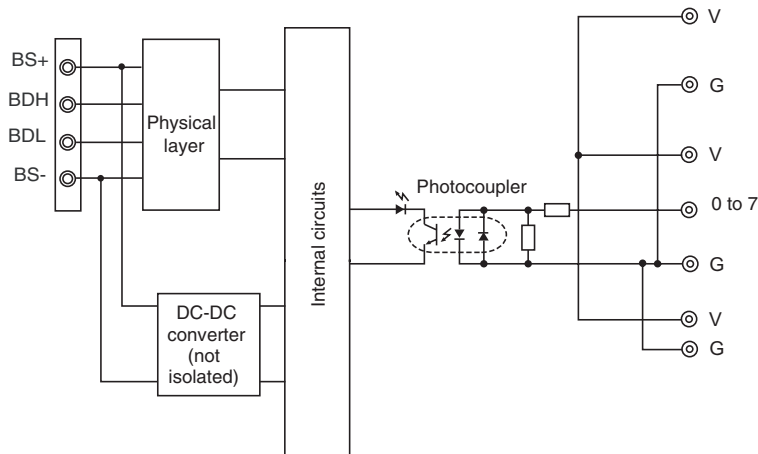 BS+
BDH
BDL
BS-
Physical
layer
DC-DC
converter
(not
isolated)
Internal circuits
Photocoupler
V
G
V
0 to 7
G
V
G